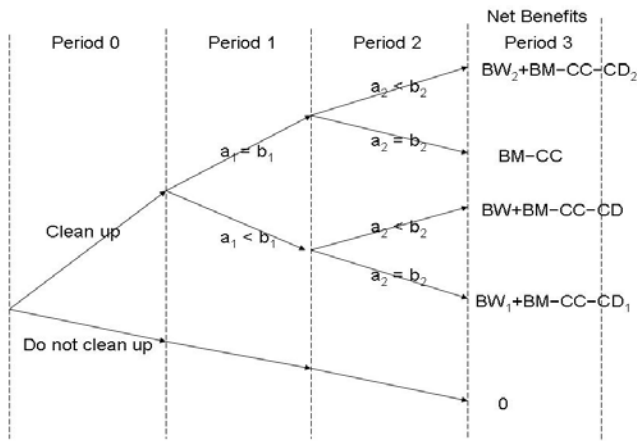 Net Benefits
Period 0 Period 1 Period 2 Period 3
a₂ < b₂ BW₂+BM−CC−CD₂
a₁ = b₁ a₂ = b₂ BM−CC
Clean up a₁ < b₁ a₂ < b₂ BW+BM−CC−CD
a₂ = b₂ BW₁+BM−CC−CD₁
Do not clean up
0